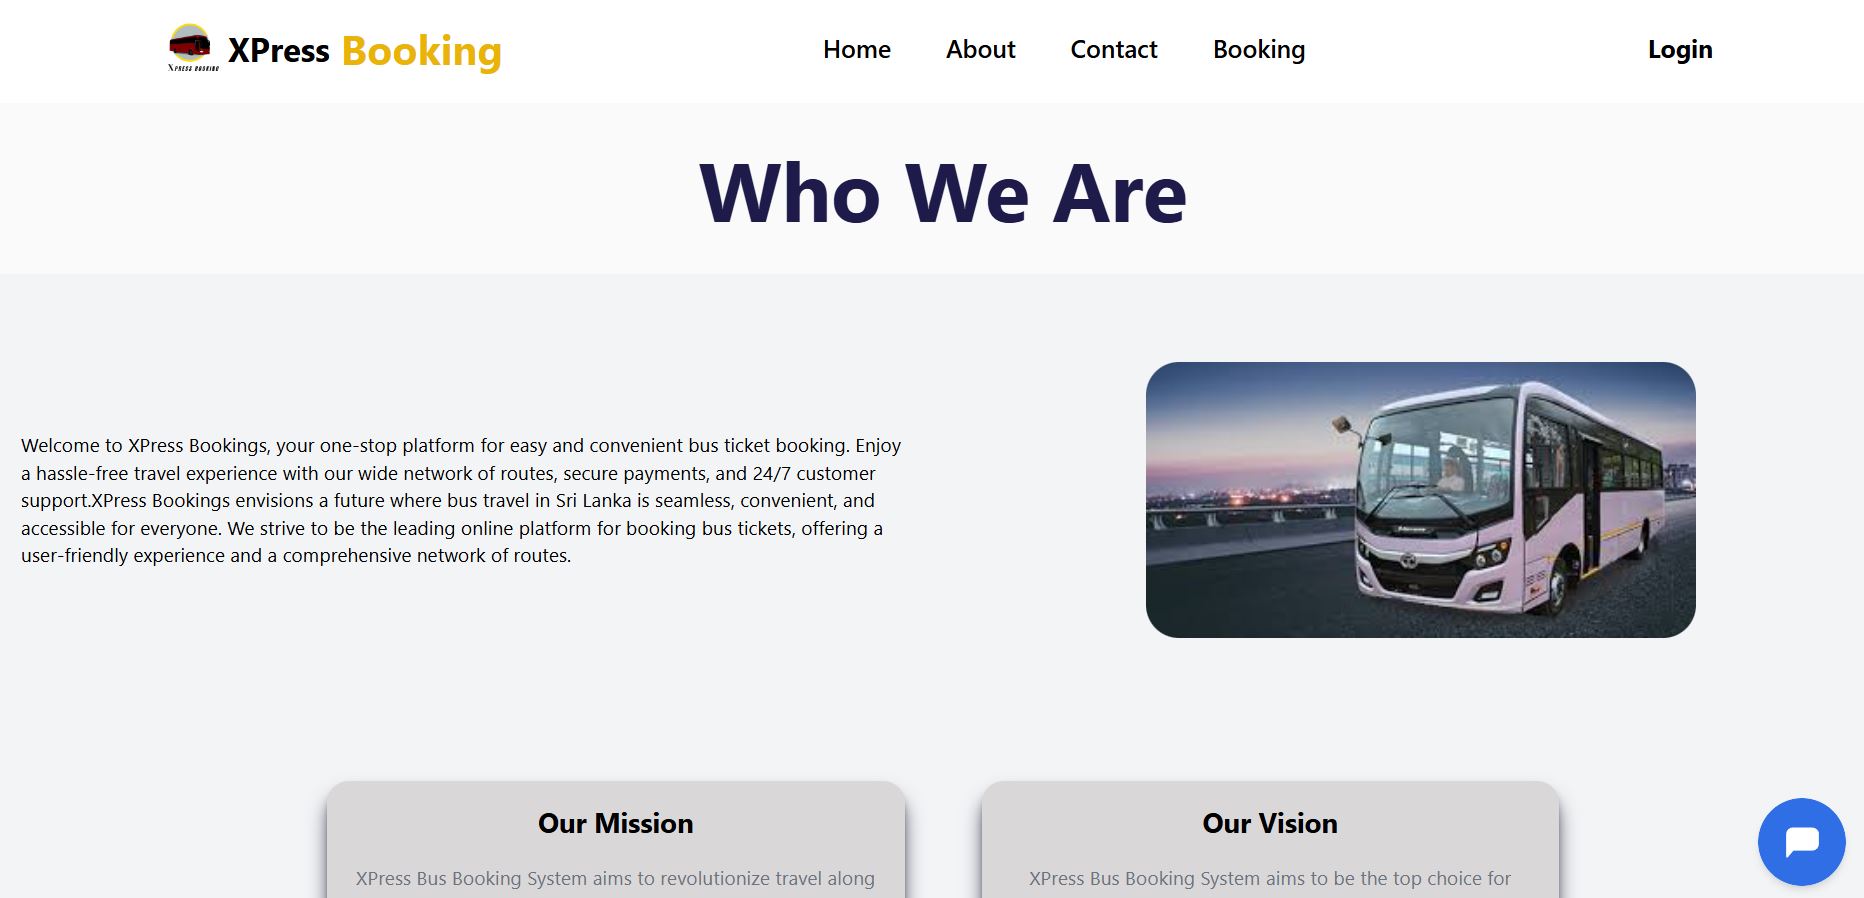 XPress Booking
XPRESS BOOKING
Home
About
Contact
Booking
Login
Who We Are
Welcome to XPress Bookings, your one-stop platform for easy and convenient bus ticket booking. Enjoy
a hassle-free travel experience with our wide network of routes, secure payments, and 24/7 customer
support.XPress Bookings envisions a future where bus travel in Sri Lanka is seamless, convenient, and
accessible for everyone. We strive to be the leading online platform for booking bus tickets, offering a
user-friendly experience and a comprehensive network of routes.
Our Mission
XPress Bus Booking System aims to revolutionize travel along
Our Vision
XPress Bus Booking System aims to be the top choice for